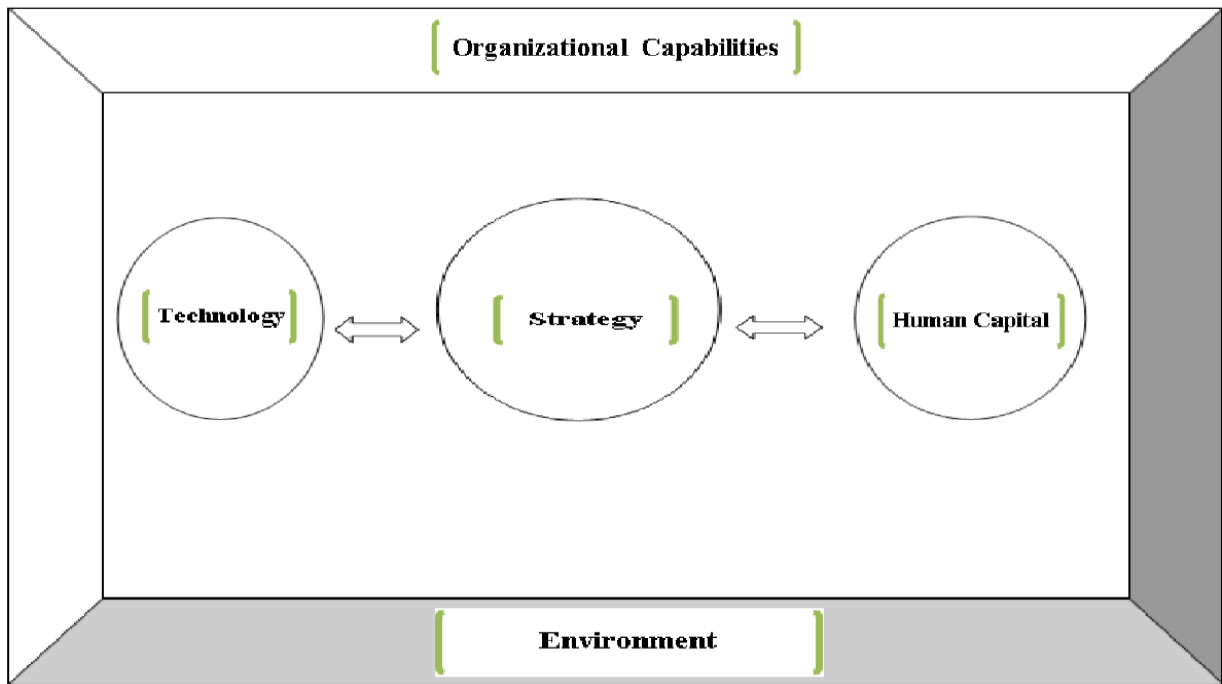 Organizational Capabilities
Technology
Strategy
Human Capital
Environment